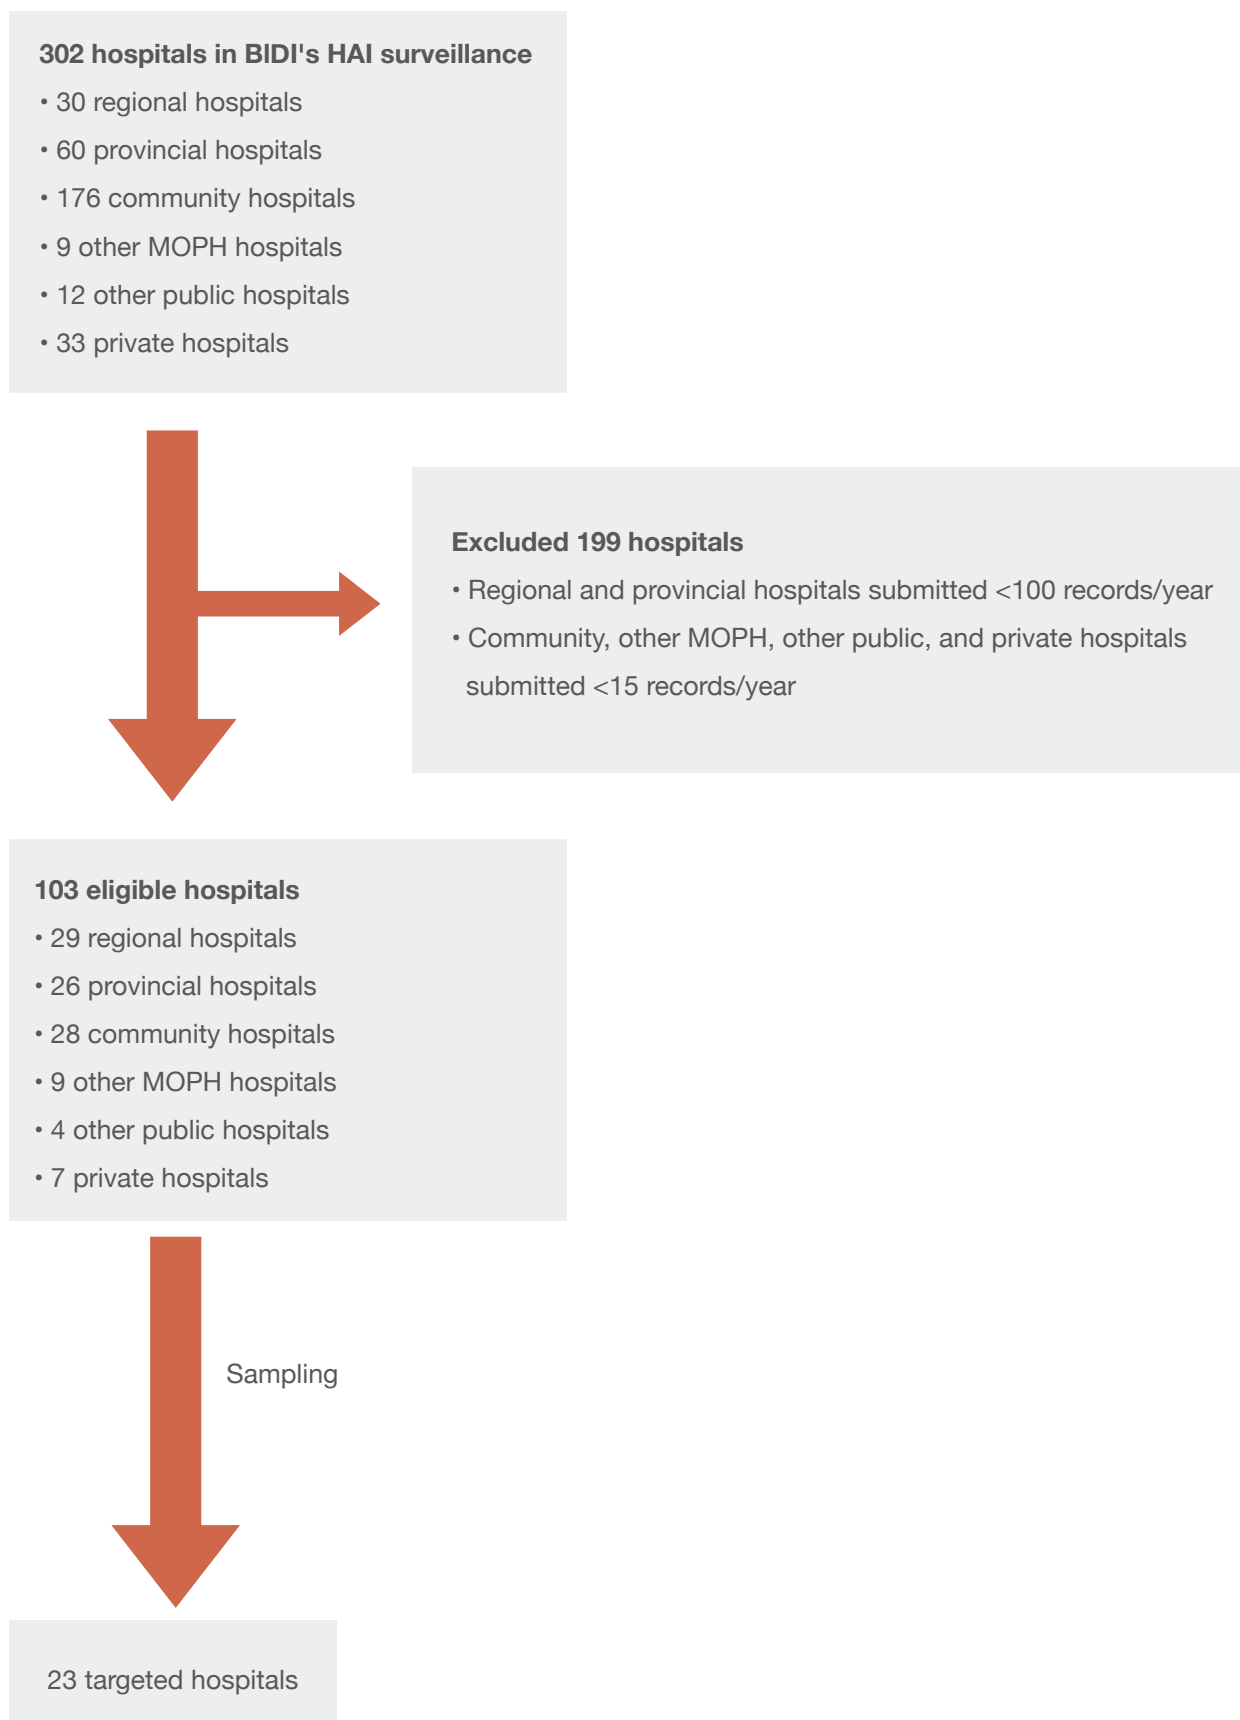 302 hospitals in BIDI's HAI surveillance
• 30 regional hospitals
• 60 provincial hospitals
• 176 community hospitals
• 9 other MOPH hospitals
• 12 other public hospitals
• 33 private hospitals
Excluded 199 hospitals
• Regional and provincial hospitals submitted <100 records/year
• Community, other MOPH, other public, and private hospitals
submitted <15 records/year
103 eligible hospitals
• 29 regional hospitals
• 26 provincial hospitals
• 28 community hospitals
• 9 other MOPH hospitals
• 4 other public hospitals
• 7 private hospitals
Sampling
23 targeted hospitals